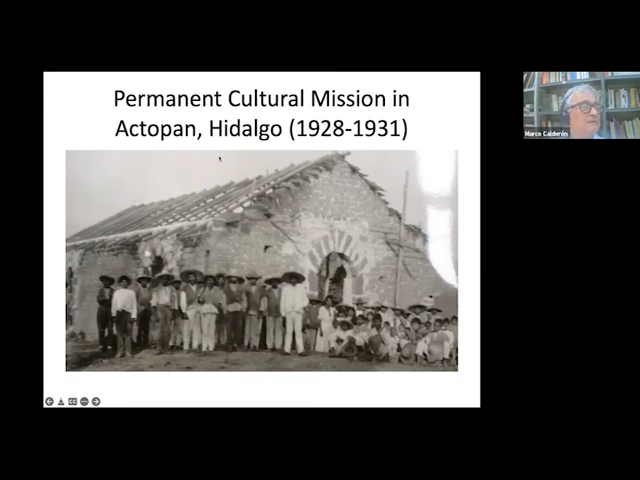 Permanent Cultural Mission in
Actopan, Hidalgo (1928-1931)
Marco Calderón